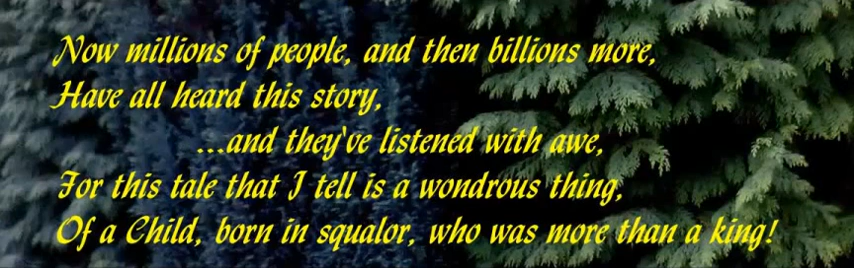 Now millions of people, and then billions more,
Have all heard this story,
...and they've listened with awe,
For this tale that I tell is a wondrous thing,
Of a Child, born in squalor, who was more than a king!